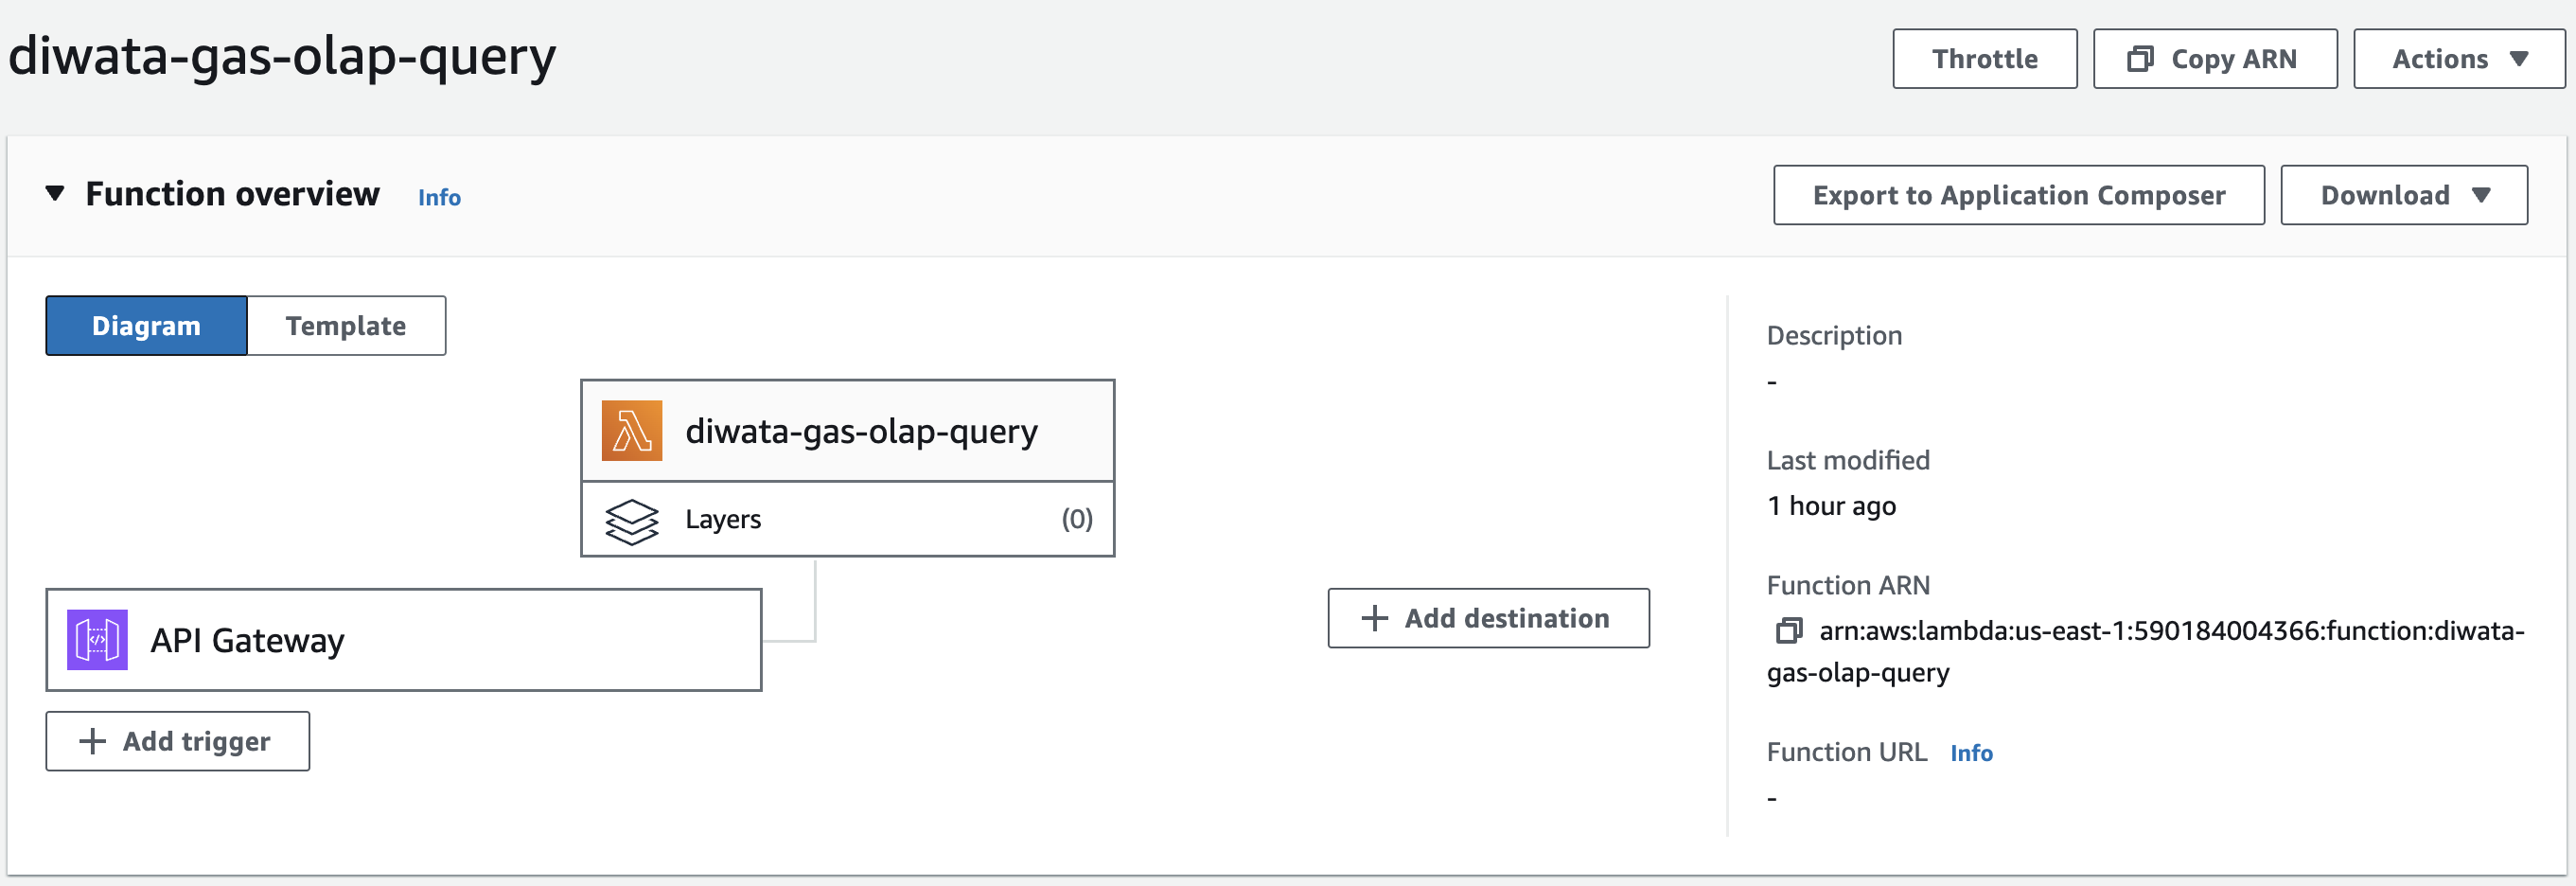 diwata-gas-olap-query
Throttle
Copy ARN
Actions
Function overview
Info
Export to Application Composer
Download
Diagram
Template
diwata-gas-olap-query
Layers
(0)
API Gateway
Add trigger
Add destination
Description
-
Last modified
1 hour ago
Function ARN
arn:aws:lambda:us-east-1:590184004366:function:diwata-
gas-olap-query
Function URL
Info
-